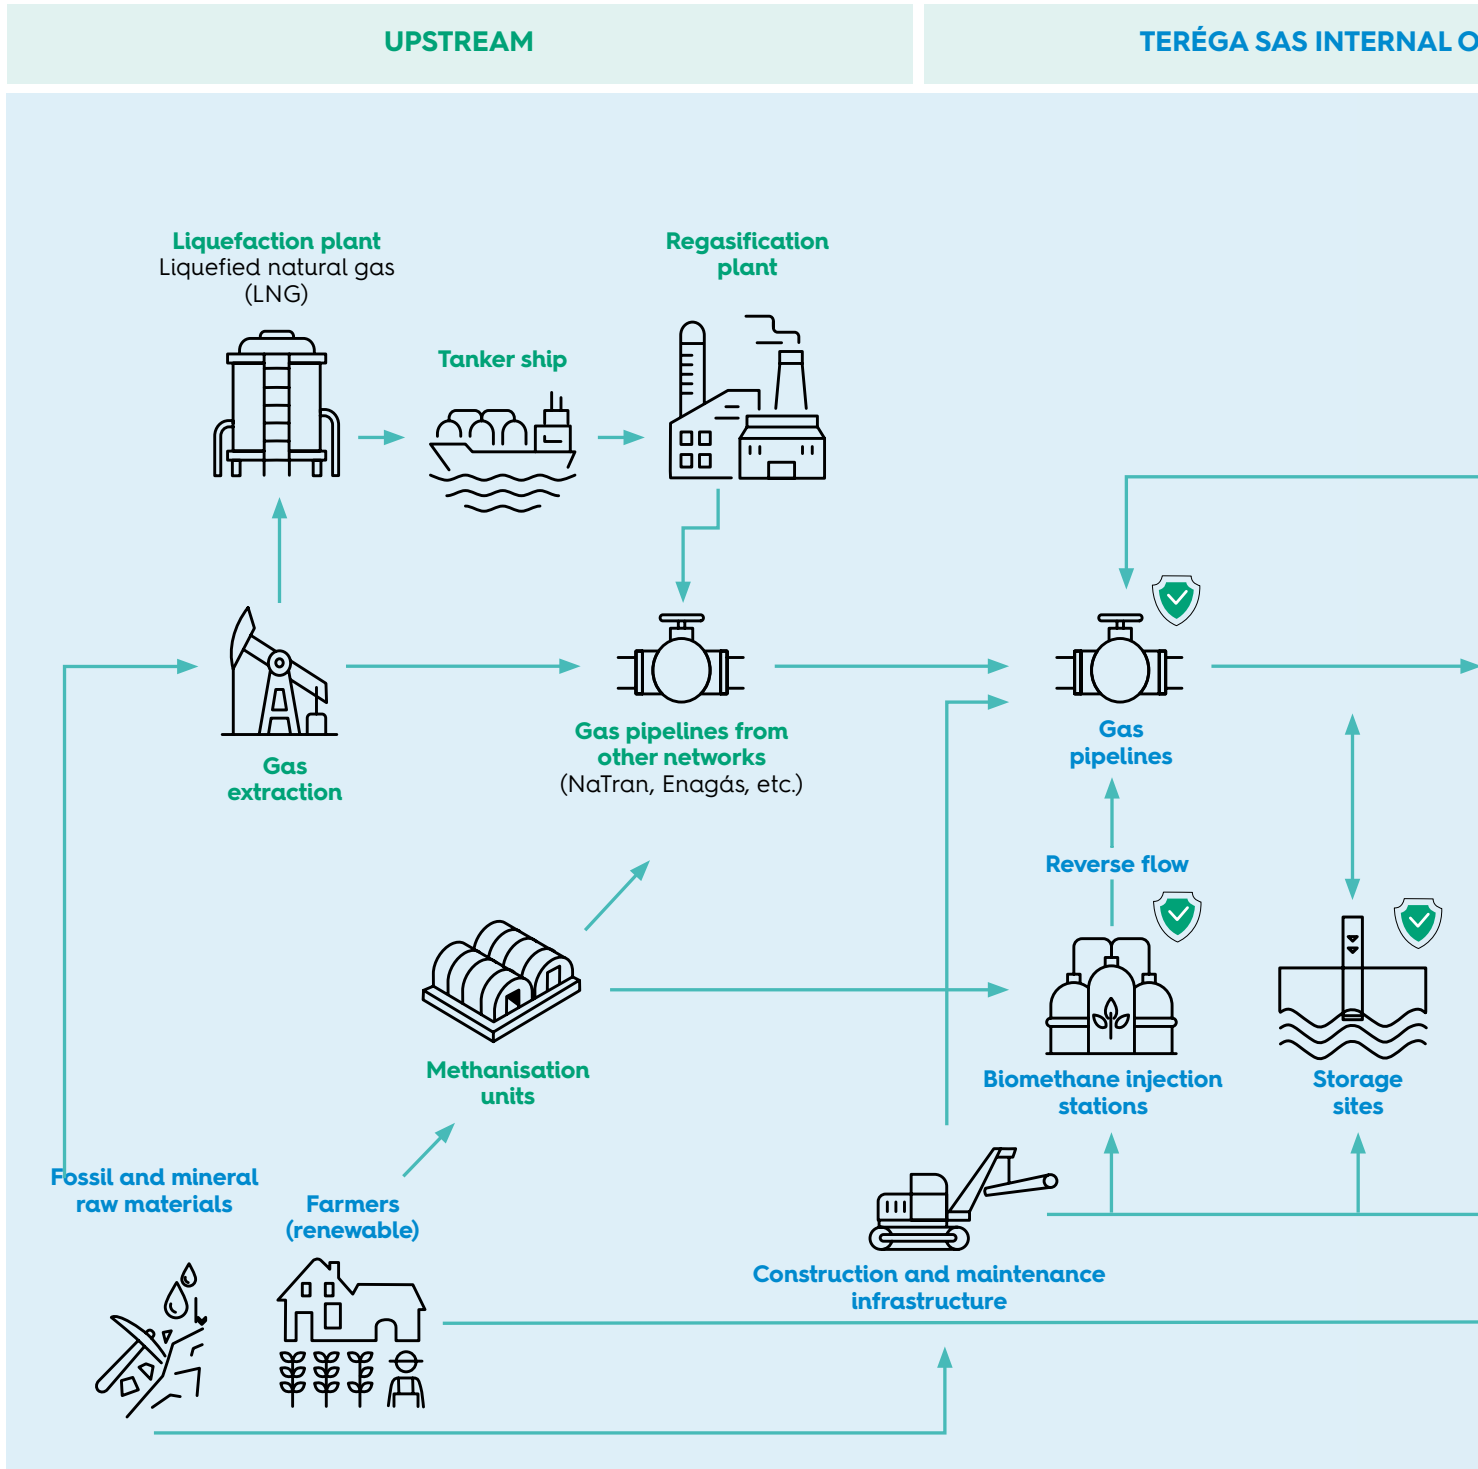 UPSTREAM
TERÉGA SAS INTERNAL O
Liquefaction plant
Liquefied natural gas
(LNG)
Tanker ship
Regasification
plant
Gas
extraction
Gas pipelines from
other networks
(NaTran, Enagás, etc.)
Gas
pipelines
Reverse flow
Methanisation
units
Biomethane injection
stations
Storage
sites
Fossil and mineral
raw materials
Farmers
(renewable)
Construction and maintenance
infrastructure